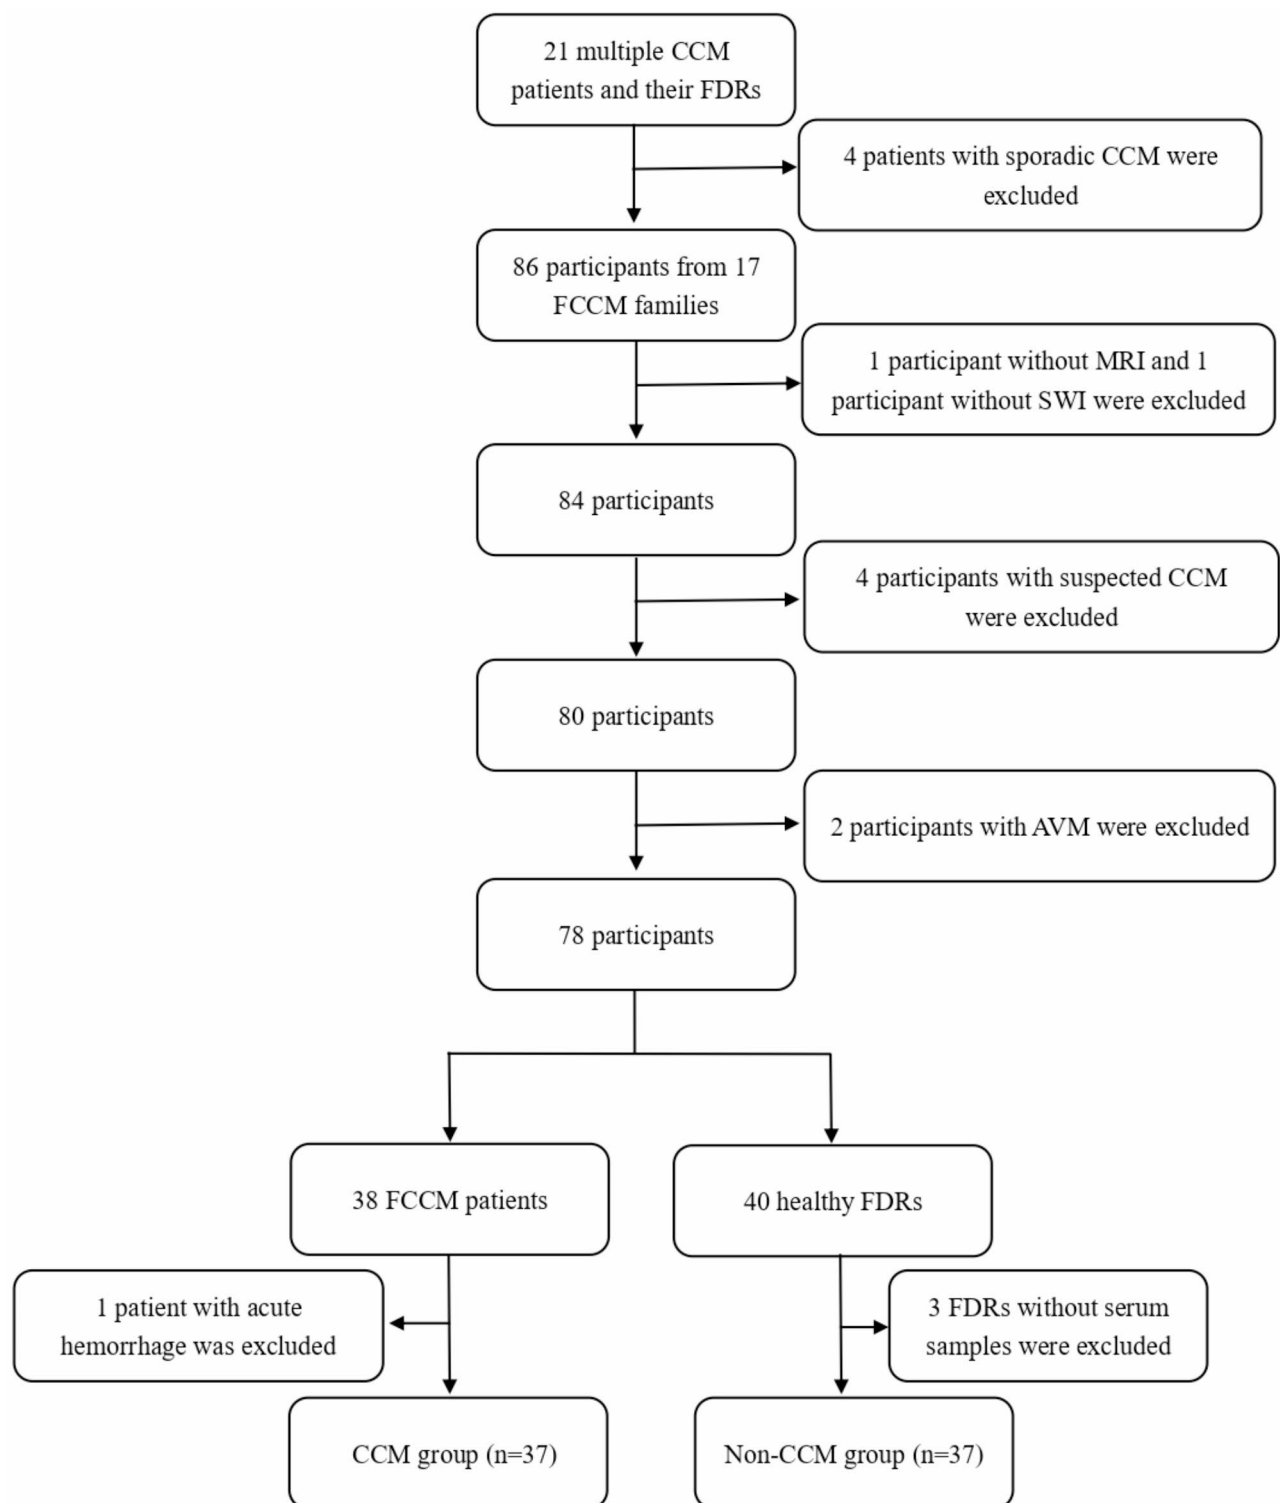 21 multiple CCM
patients and their FDRs
4 patients with sporadic CCM were
excluded
86 participants from 17
FCCM families
1 participant without MRI and 1
participant without SWI were excluded
84 participants
4 participants with suspected CCM
were excluded
80 participants
2 participants with AVM were excluded
78 participants
38 FCCM patients
40 healthy FDRs
1 patient with acute
hemorrhage was excluded
3 FDRs without serum
samples were excluded
CCM group (n=37)
Non-CCM group (n=37)